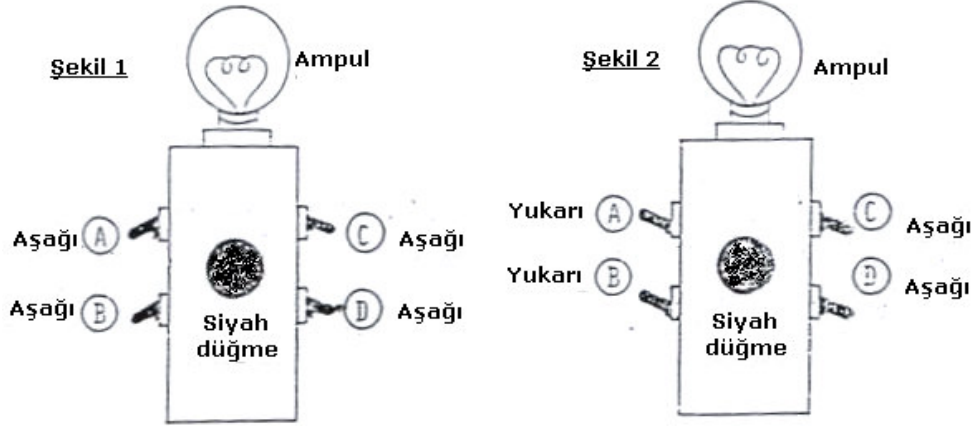 Şekil 1
Ampul
Aşağı A
C Aşağı
Aşağı B
D Aşağı
Siyah
düğme
Şekil 2
Ampul
Yukarı A
C Aşağı
Yukarı B
D Aşağı
Siyah
düğme